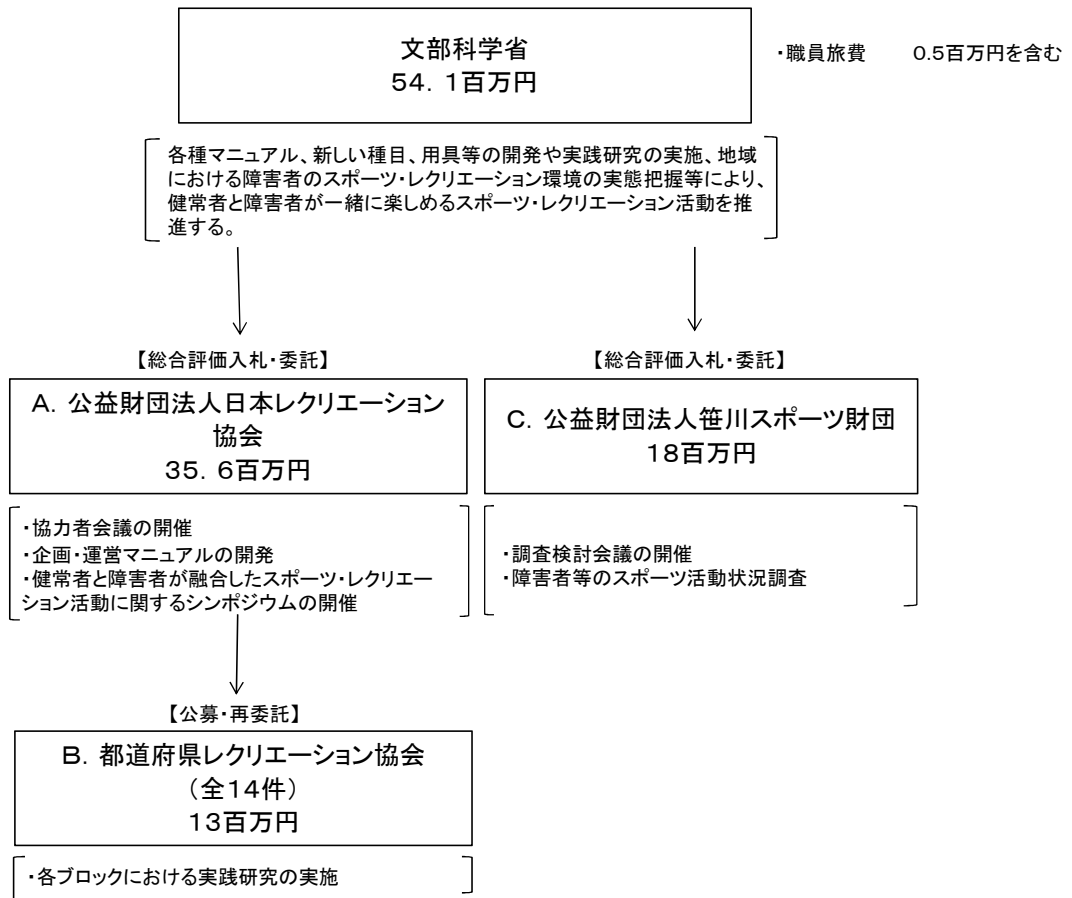 文部科学省
54．1百万円
・職員旅費　　0.5百万円を含む
各種マニュアル、新しい種目、用具等の開発や実践研究の実施、地域
における障害者のスポーツ・レクリエーション環境の実態把握等により、
健常者と障害者が一緒に楽しめるスポーツ・レクリエーション活動を推
進する。
【総合評価入札・委託】
A．公益財団法人日本レクリエーション
協会
35．6百万円
・協力者会議の開催
・企画・運営マニュアルの開発
・健常者と障害者が融合したスポーツ・レクリエー
ション活動に関するシンポジウムの開催
【総合評価入札・委託】
C．公益財団法人笹川スポーツ財団
18百万円
・調査検討会議の開催
・障害者等のスポーツ活動状況調査
【公募・再委託】
B．都道府県レクリエーション協会
（全14件）
13百万円
・各ブロックにおける実践研究の実施